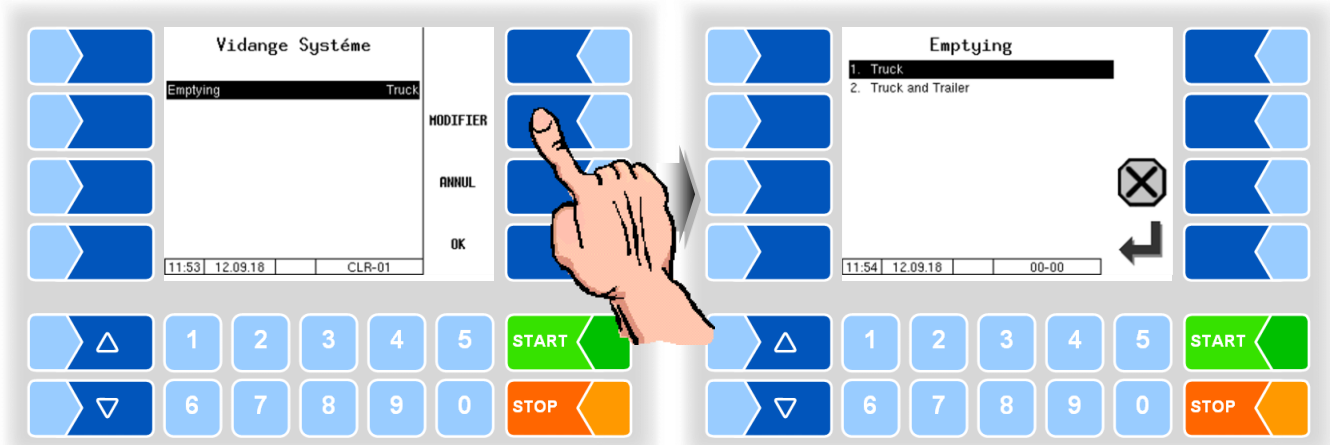 Vidange Systéme
Emptying Truck
MODIFIER
ANNUL
OK
11:53 12.09.18 CLR-01
1 2 3 4 5 START
6 7 8 9 0 STOP
Emptying
1. Truck
2. Truck and Trailer
11:54 12.09.18 00-00
1 2 3 4 5 START
6 7 8 9 0 STOP